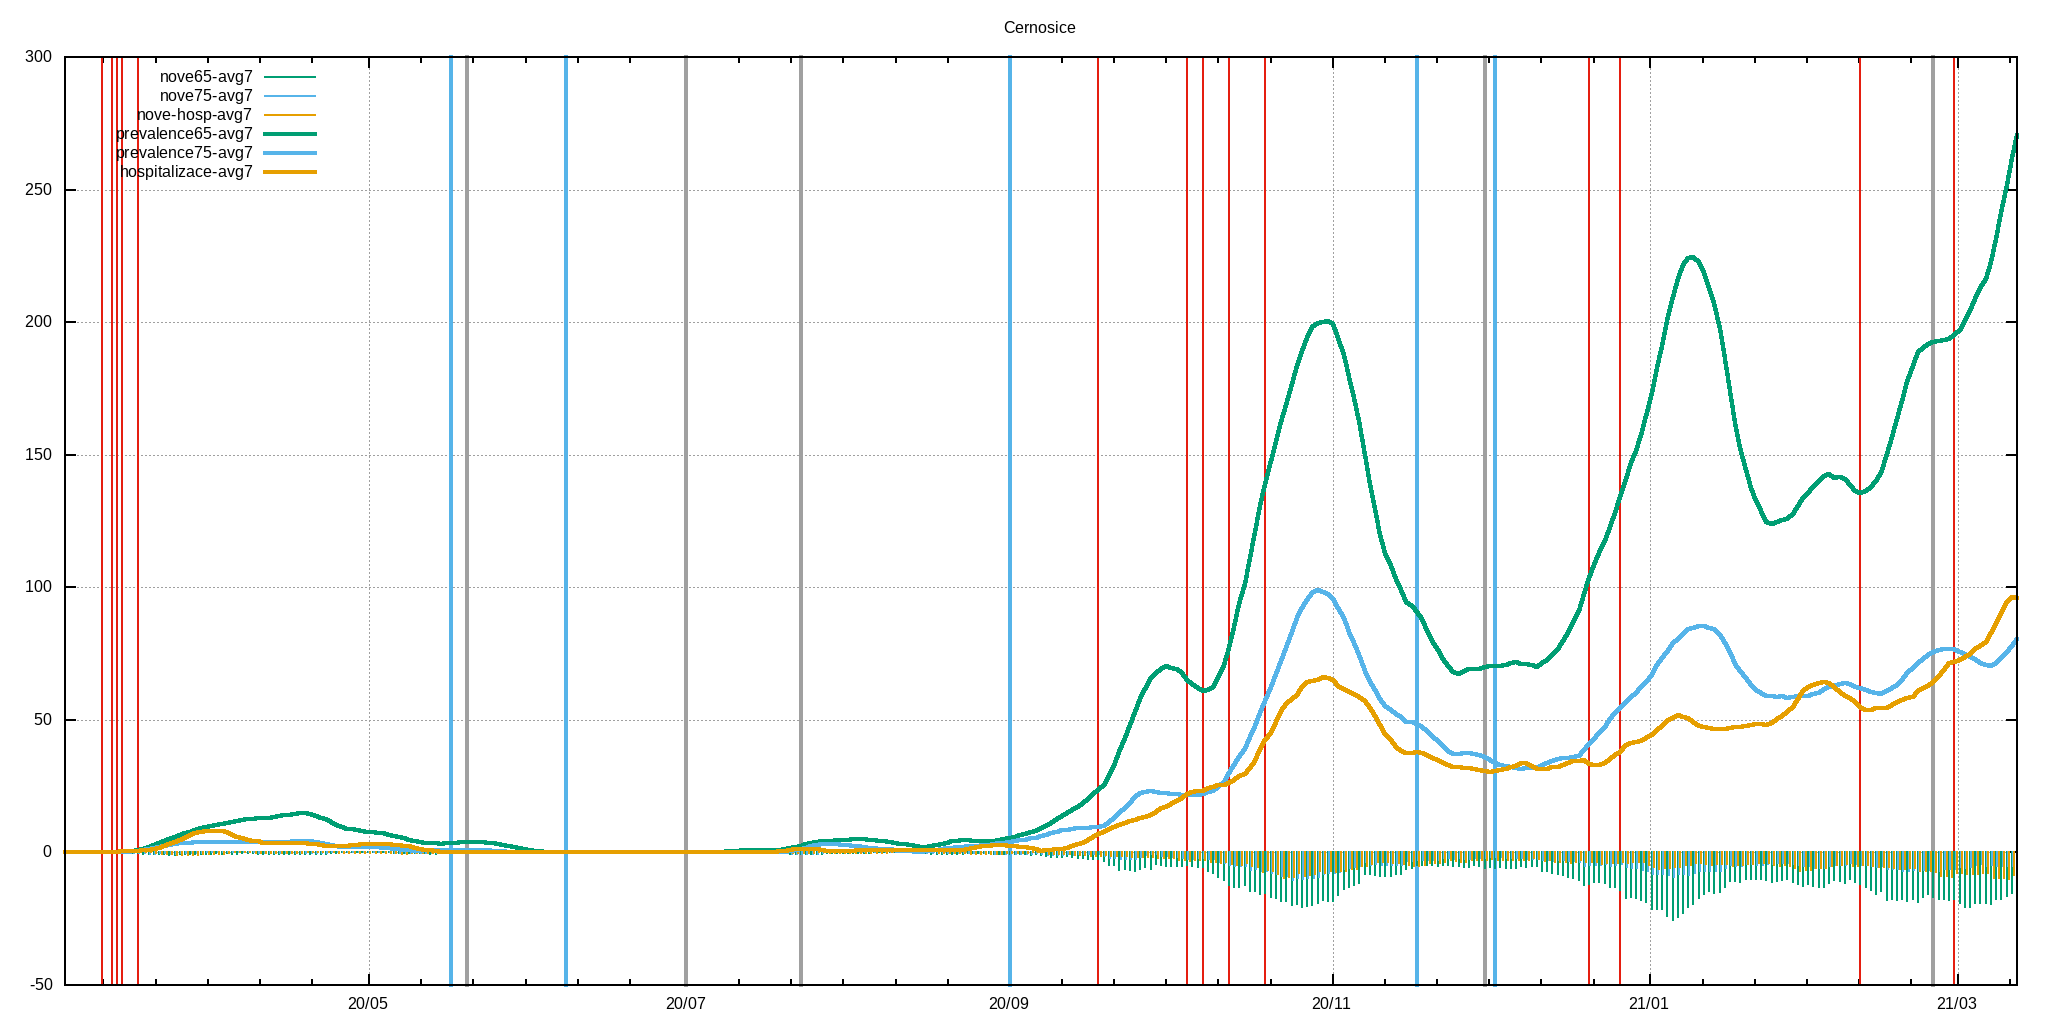 Cernosice
300
250
200
150
100
50
0
-50
nove65-avg7
nove75-avg7
nove-hosp-avg7
prevalence65-avg7
prevalence75-avg7
hospitalizace-avg7
20/05
20/07
20/09
20/11
21/01
21/03